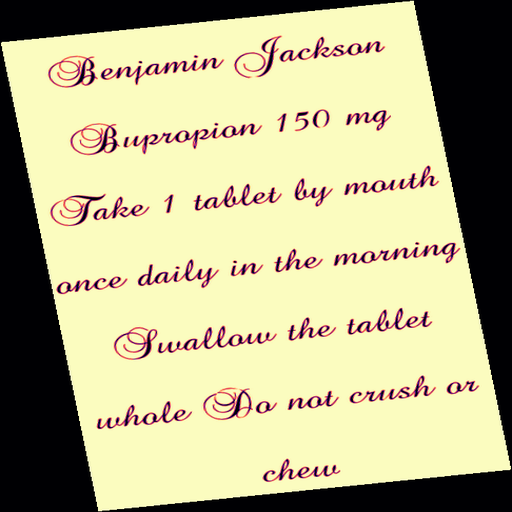 Benjamin Jackson
Bupropion 150 mg
Take 1 tablet by mouth
once daily in the morning
Swallow the tablet
whole Do not crush or
chew